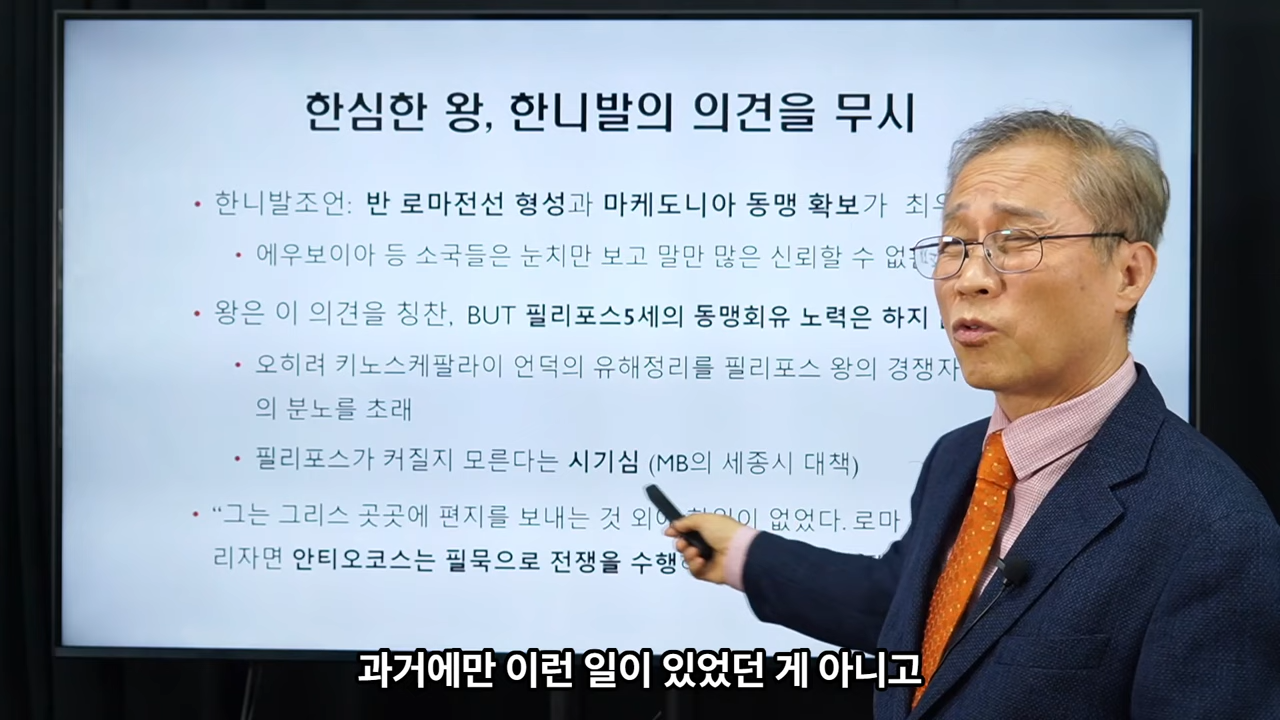 한심한 왕, 한니발의 의견을 무시
• 한니발조언: 반 로마전선 형성과 마케도니아 동맹 확보가
• 에우보이아 등 소국들은 눈치만 보고 말만 많은 신뢰할 수
• 왕은 이 의견을 칭찬, BUT 필리포스5세의 동맹회유 노력은 하지
• 오히려 키노스케팔라이 언덕의 유해정리를 필리포스 왕의 경쟁자
의 분노를 초래
• 필리포스가 커질지 모른다는 시기심 (MB의 세종시 대책)
• “그는 그리스 곳곳에 편지를 보내는 것 외에 없었다. 로마
리자면 안티오코스는 필묵으로 전쟁을 수행
과거에만 이런 일이 있었던 게 아니고